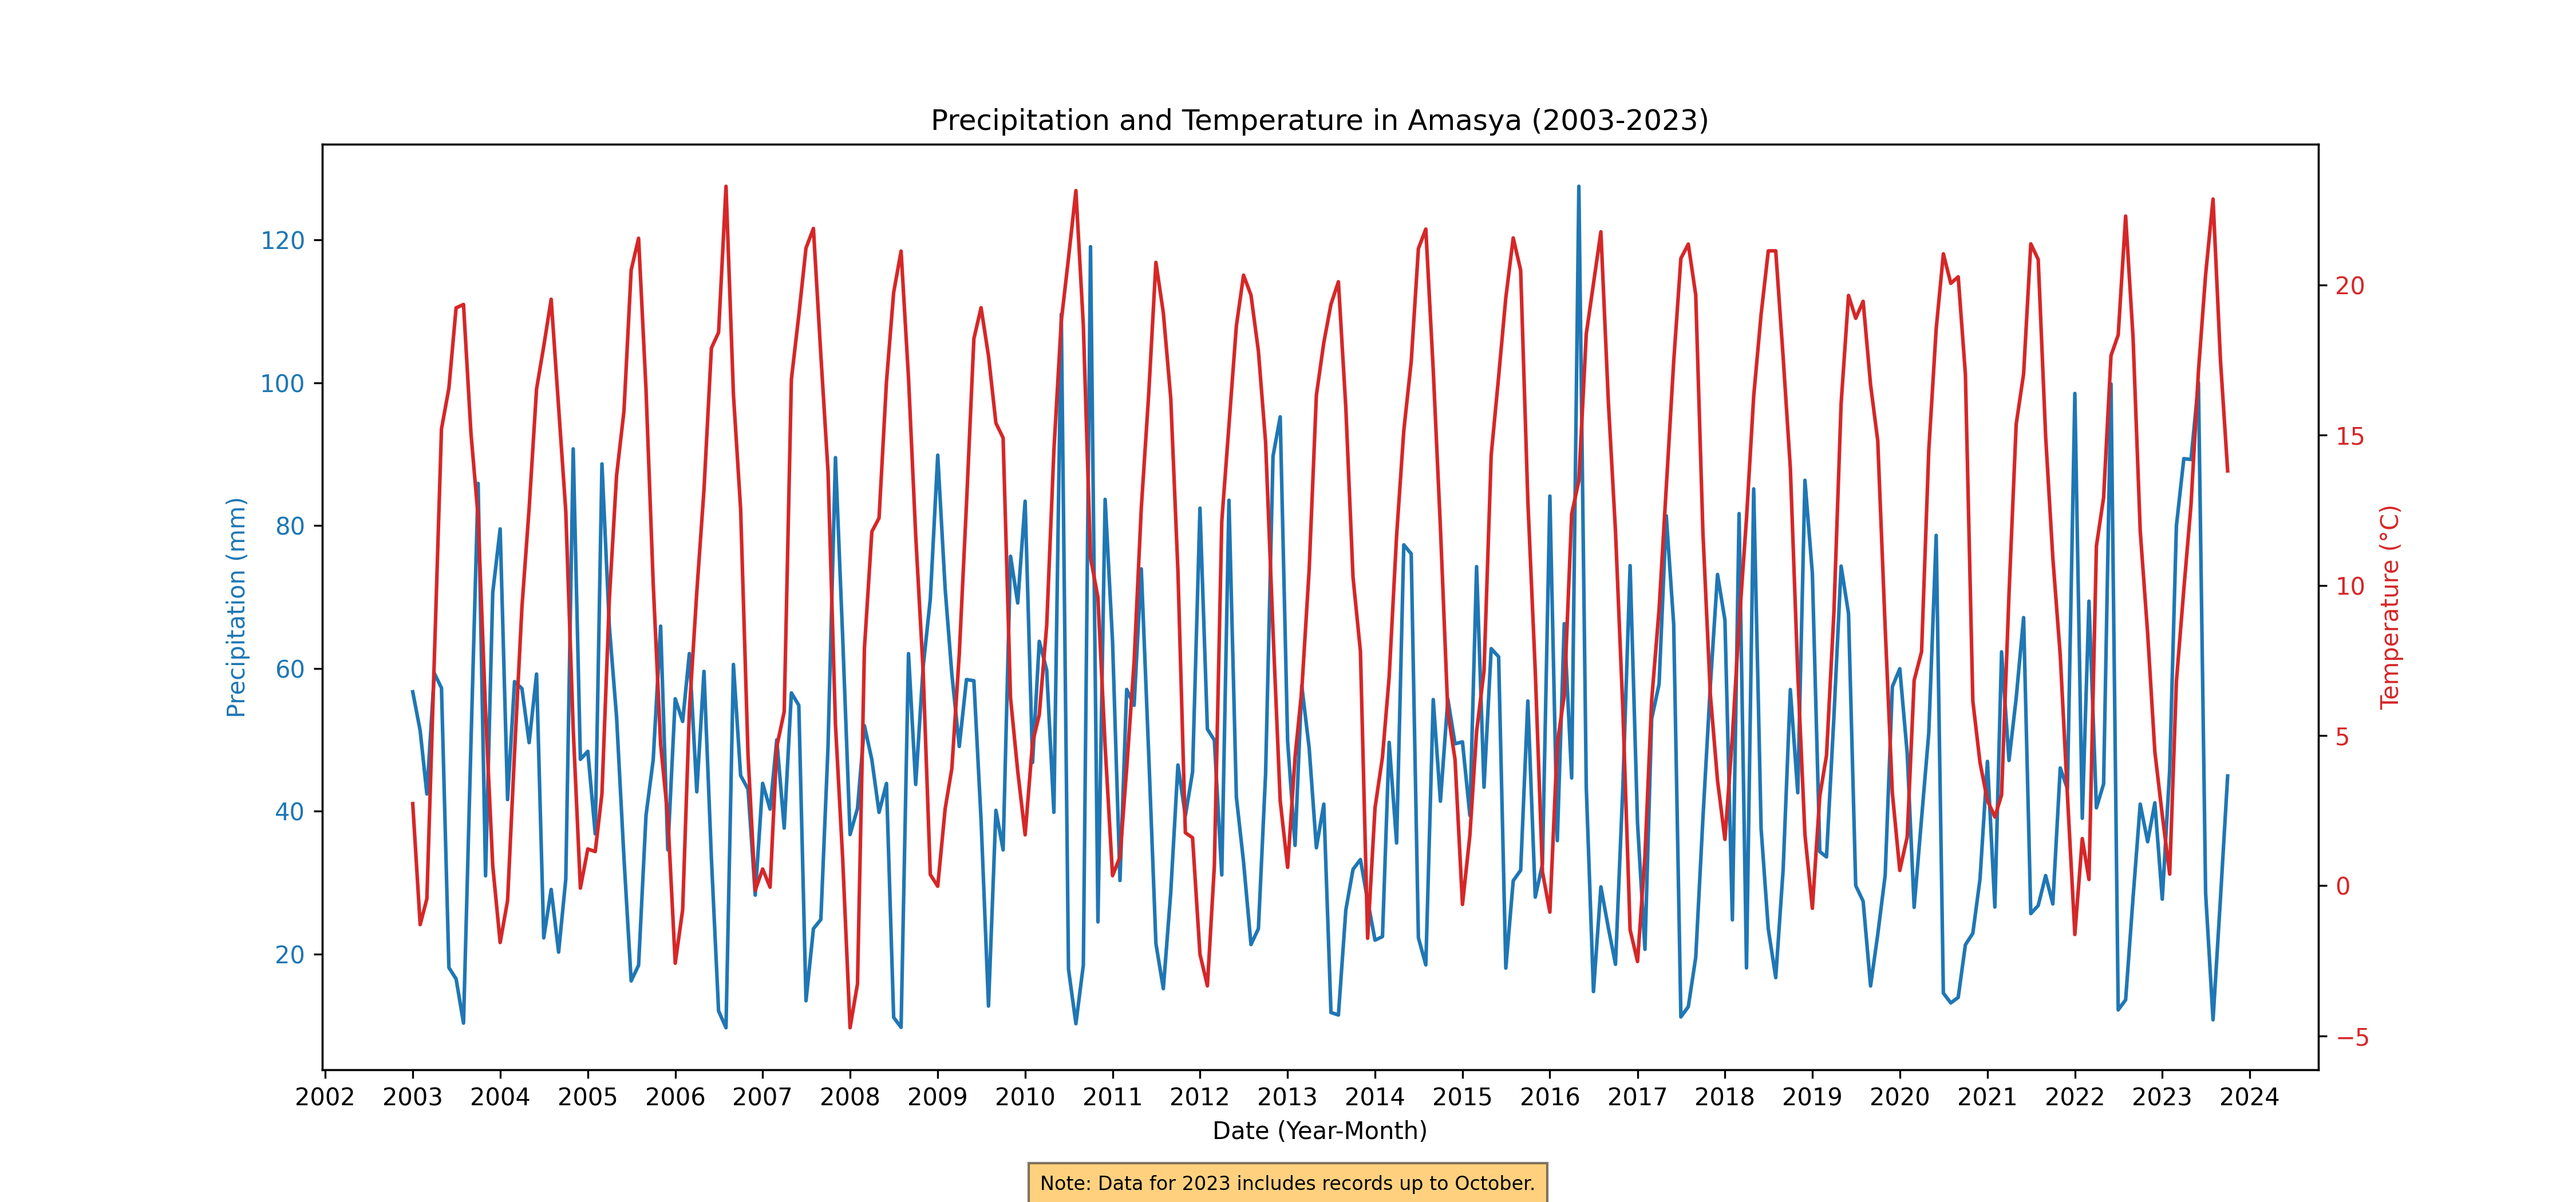 Precipitation and Temperature in Amasya (2003-2023)
Precipitation (mm)
120
100
80
60
40
20
20
15
10
5
0
−5
Temperature (°C)
2002 2003 2004 2005 2006 2007 2008 2009 2010 2011 2012 2013 2014 2015 2016 2017 2018 2019 2020 2021 2022 2023 2024
Date (Year-Month)
Note: Data for 2023 includes records up to October.